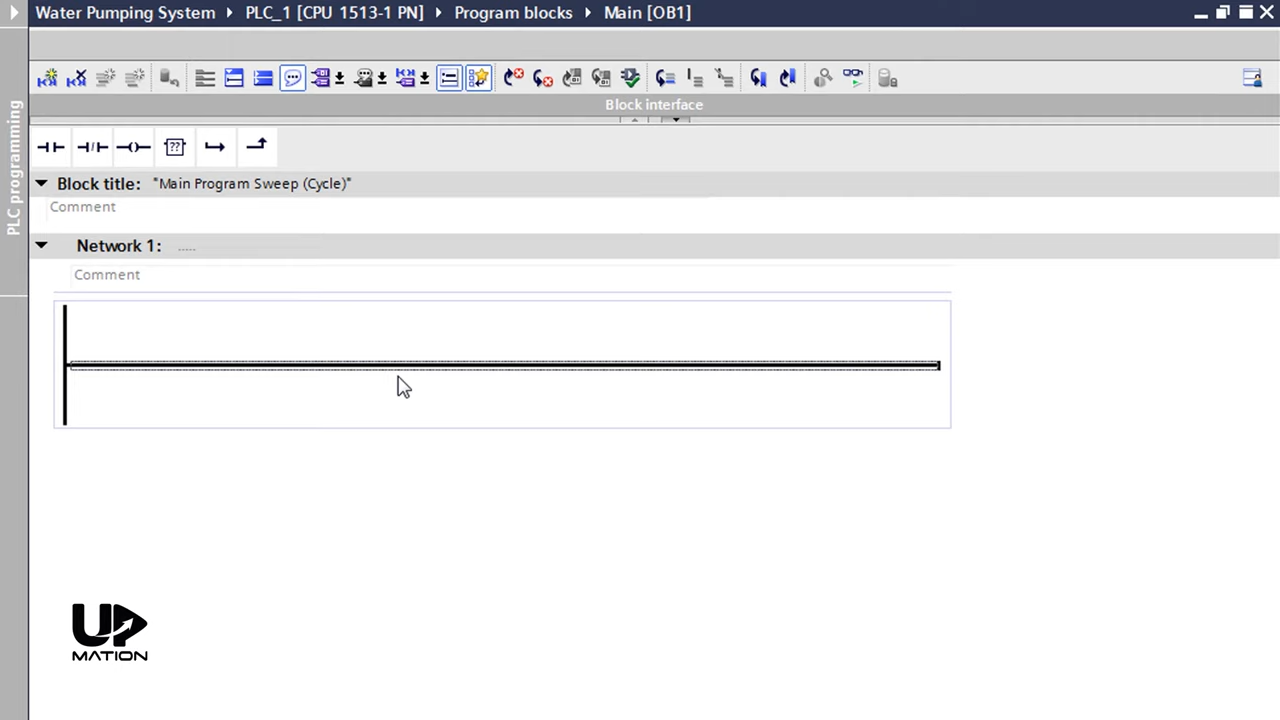 Water Pumping System PLC_1 [CPU 1513-1 PN] Program blocks Main [OB1]
PLC programming
Block interface
??
Block title: "Main Program Sweep (Cycle)"
Comment
Network 1: .....
Comment
UP
MATION